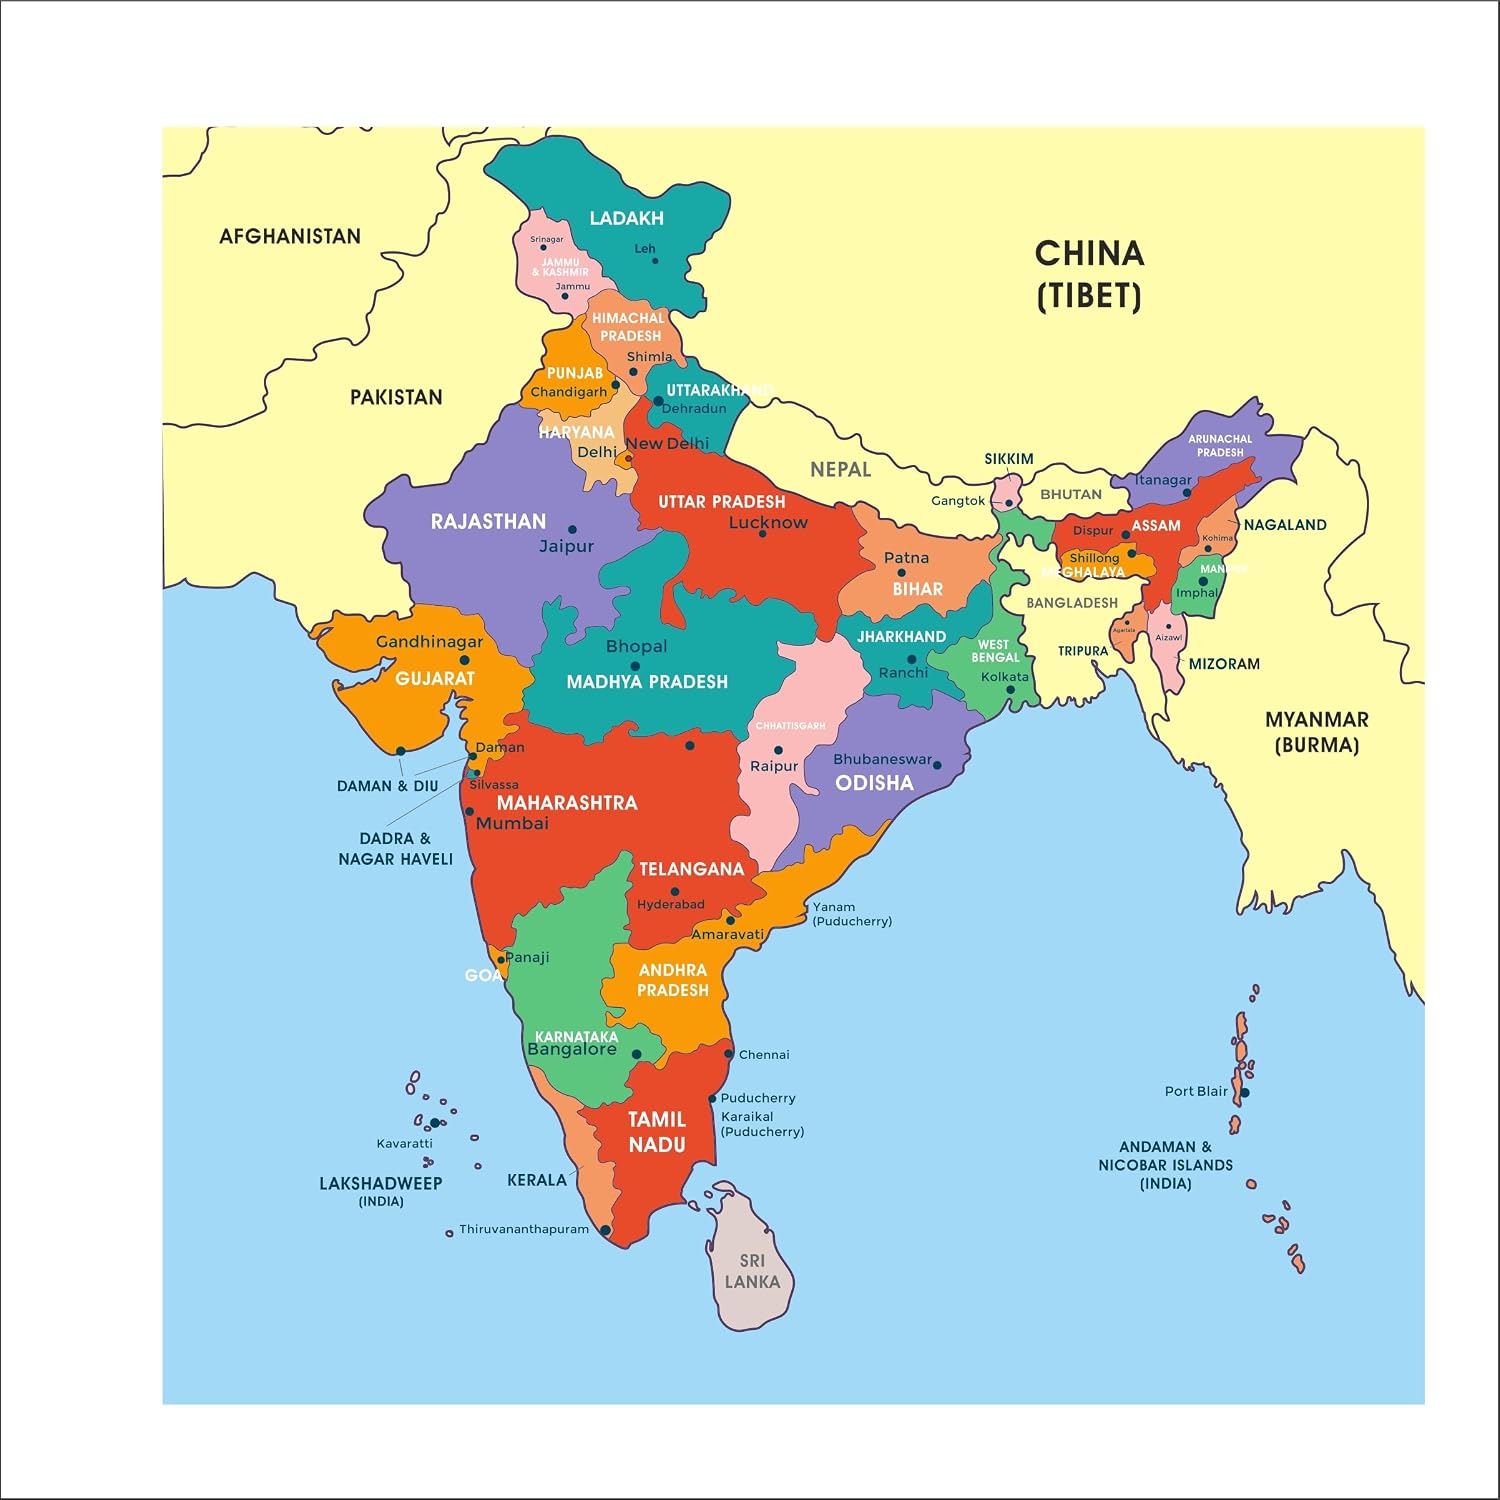 LADAKH
AFGHANISTAN
Srinagar
Leh
CHINA
(TIBET)
JAMMU
& KASHMIR
Jammu
HIMACHAL
PRADESH
Shimla
PUNJAB
Chandigarh
PAKISTAN
UTTARAKHAND
Dehradun
HARYANA
Delhi
New Delhi
NEPAL
SIKKIM
Gangtok
BHUTAN
ARUNACHAL
PRADESH
Itanagar
UTTAR PRADESH
Lucknow
RAJASTHAN
Jaipur
Dispur
ASSAM
NAGALAND
Kohima
Patna
BIHAR
Shillong
MEGHALAYA
MANIPUR
Imphal
BANGLADESH
Gandhinagar
GUJARAT
Bhopal
MADHYA PRADESH
JHARKHAND
Ranchi
WEST
BENGAL
Kolkata
Agartala
TRIPURA
Aizawl
MIZORAM
MYANMAR
(BURMA)
CHHATTISGARH
Raipur
Bhubaneswar
ODISHA
Daman
DAMAN & DIU
Silvassa
MAHARASHTRA
Mumbai
DADRA &
NAGAR HAVELI
TELANGANA
Hyderabad
Yanam
(Puducherry)
Amaravati
Panaji
GOA
ANDHRA
PRADESH
KARNATAKA
Bangalore
Chennai
Puducherry
Karaikal
(Puducherry)
TAMIL
NADU
Port Blair
Kavaratti
LAKSHADWEEP
(INDIA)
KERALA
ANDAMAN &
NICOBAR ISLANDS
(INDIA)
Thiruvananthapuram
SRI
LANKA